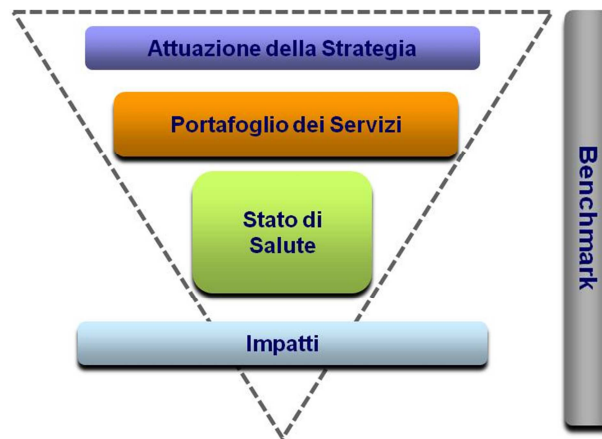 Attuazione della Strategia
Portafoglio dei Servizi
Stato di
Salute
Impatti
Benchmark